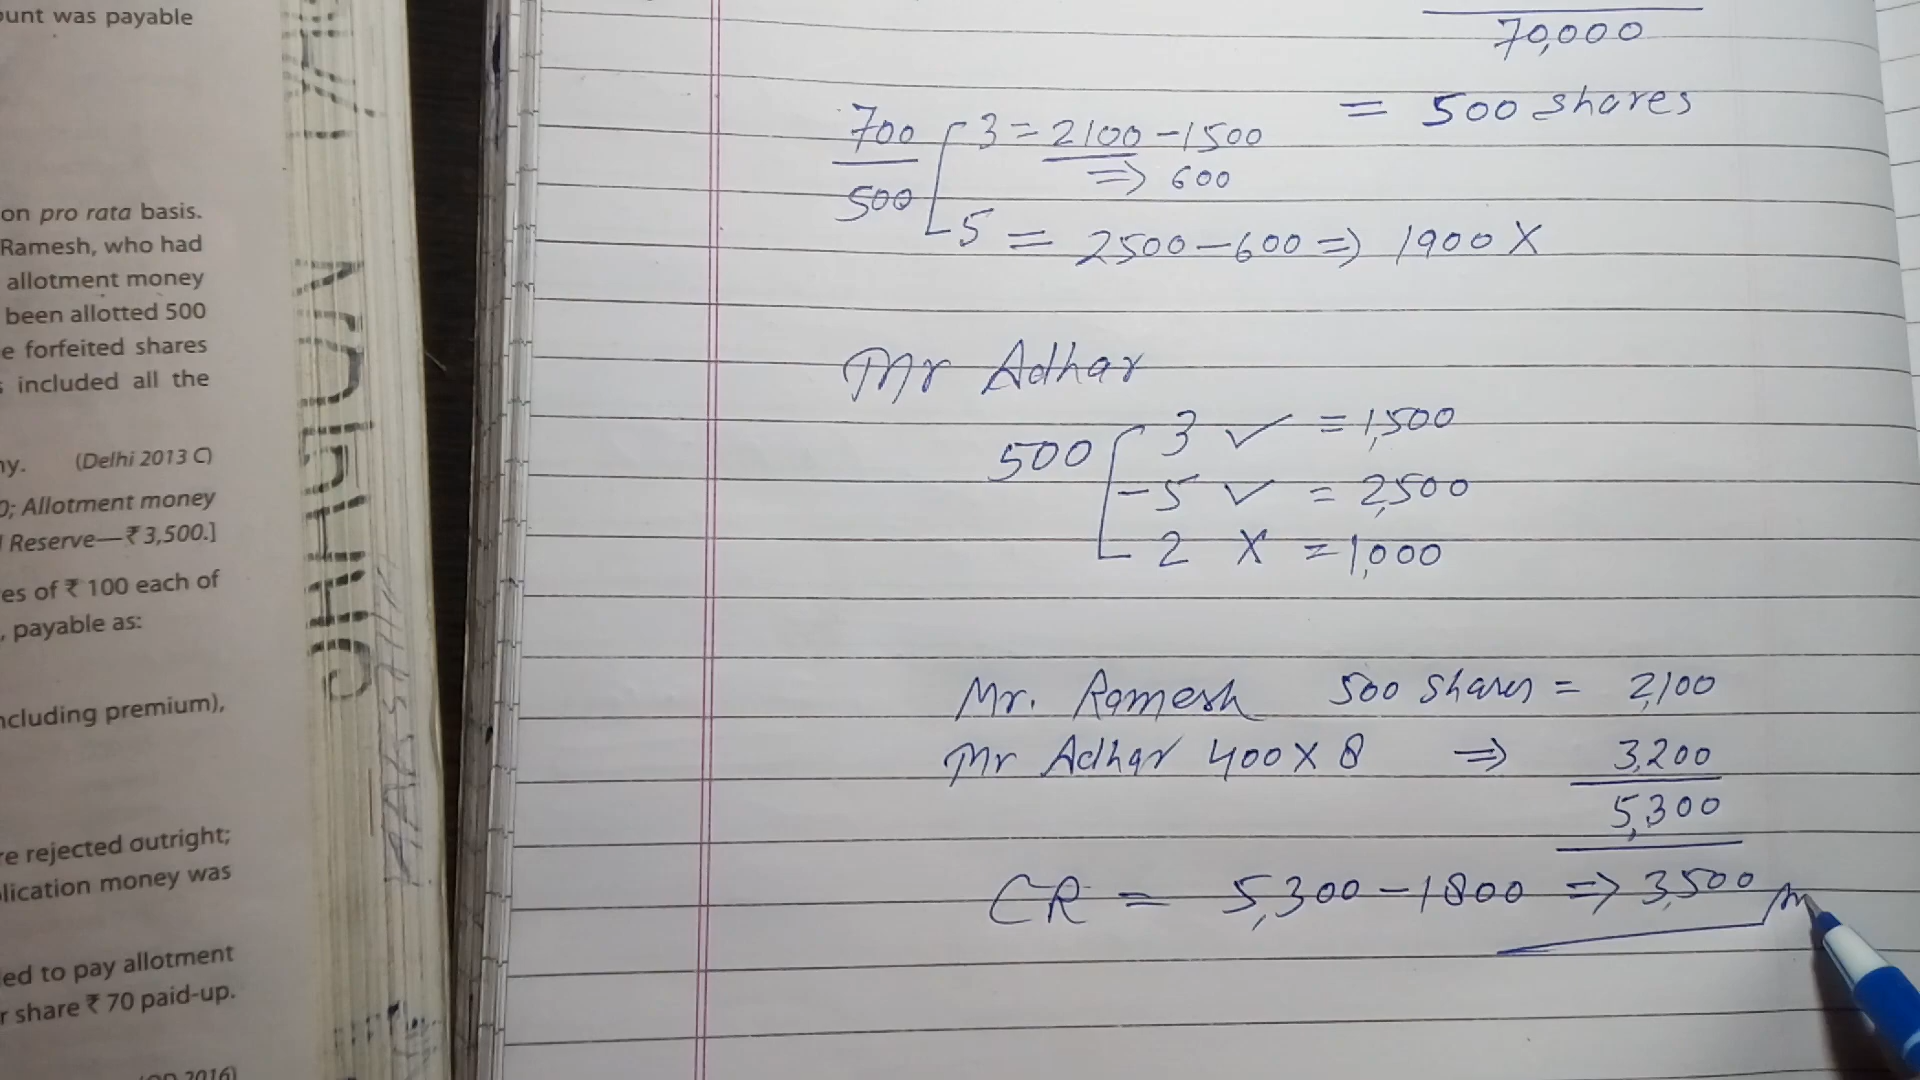 ount was payable
on pro rata basis.
Ramesh, who had
allotment money
been allotted 500
e forfeited shares
included all the
ny. (Delhi 2013 C)
0; Allotment money
Reserve—₹3,500.]
es of ₹ 100 each of
, payable as:
ncluding premium),
re rejected outright;
lication money was
ed to pay allotment
r share ₹ 70 paid-up.
2016)
70,000
= 500 shares
700 3 = 2100 - 1500
=> 600
500
5 = 2500 - 600 => 1900 X
Mr Adhar
500 3 ✓ = 1,500
- 5 ✓ = 2,500
2 X = 1,000
Mr. Ramesh 500 shares = 2,100
Mr Adhar 400 X 8 => 3,200
5,300
CR = 5,300 - 1800 => 3,500